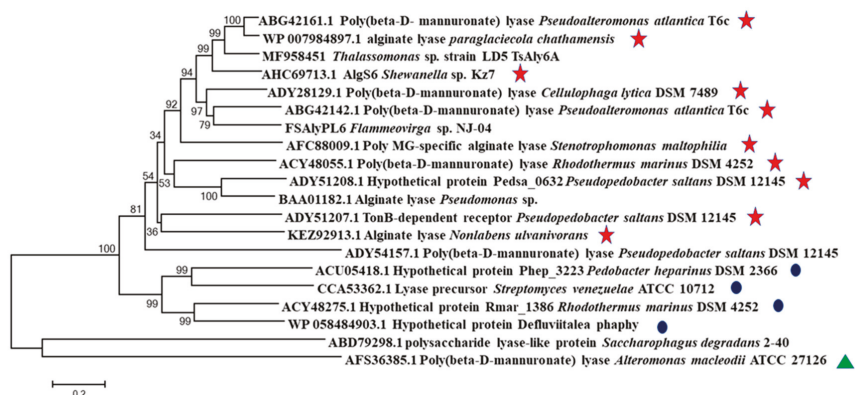 ABG42161.1 Poly(beta-D- mannuronate) lyase Pseudoalteromonas atlantica T6c
100
WP 007984897.1 alginate lyase paraglaciecola chathamensis
99
MF958451 Thalassomonas sp. strain LD5 TsAly6A
99
AHC69713.1 AlgS6 Shewanella sp. Kz7
94
ADY28129.1 Poly(beta-D-mannuronate) lyase Cellulophaga lytica DSM 7489
97
ABG42142.1 Poly(beta-D-mannuronate) lyase Pseudoalteromonas atlantica T6c
92
79
FSAlyPL6 Flammeovirga sp. NJ-04
34
AFC88009.1 Poly MG-specific alginate lyase Stenotrophomonas maltophilia
ACY48055.1 Poly(beta-D-mannuronate) lyase Rhodothermus marinus DSM 4252
54
53
ADY51208.1 Hypothetical protein Pedsa_0632 Pseudopedobacter saltans DSM 12145
100
BAA01182.1 Alginate lyase Pseudomonas sp.
81
ADY51207.1 TonB-dependent receptor Pseudopedobacter saltans DSM 12145
36
KEZ92913.1 Alginate lyase Nonlabens ulvanivorans
100
ADY54157.1 Poly(beta-D-mannuronate) lyase Pseudopedobacter saltans DSM 12145
99
ACU05418.1 Hypothetical protein Phep_3223 Pedobacter heparinus DSM 2366
CCA53362.1 Lyase precursor Streptomyces venezuelae ATCC 10712
99
ACY48275.1 Hypothetical protein Rmar_1386 Rhodothermus marinus DSM 4252
99
WP 058484903.1 Hypothetical protein Defluviitalea phaphy
ABD79298.1 polysaccharide lyase-like protein Saccharophagus degradans 2-40
AFS36385.1 Poly(beta-D-mannuronate) lyase Alteromonas macleodii ATCC 27126
0.2